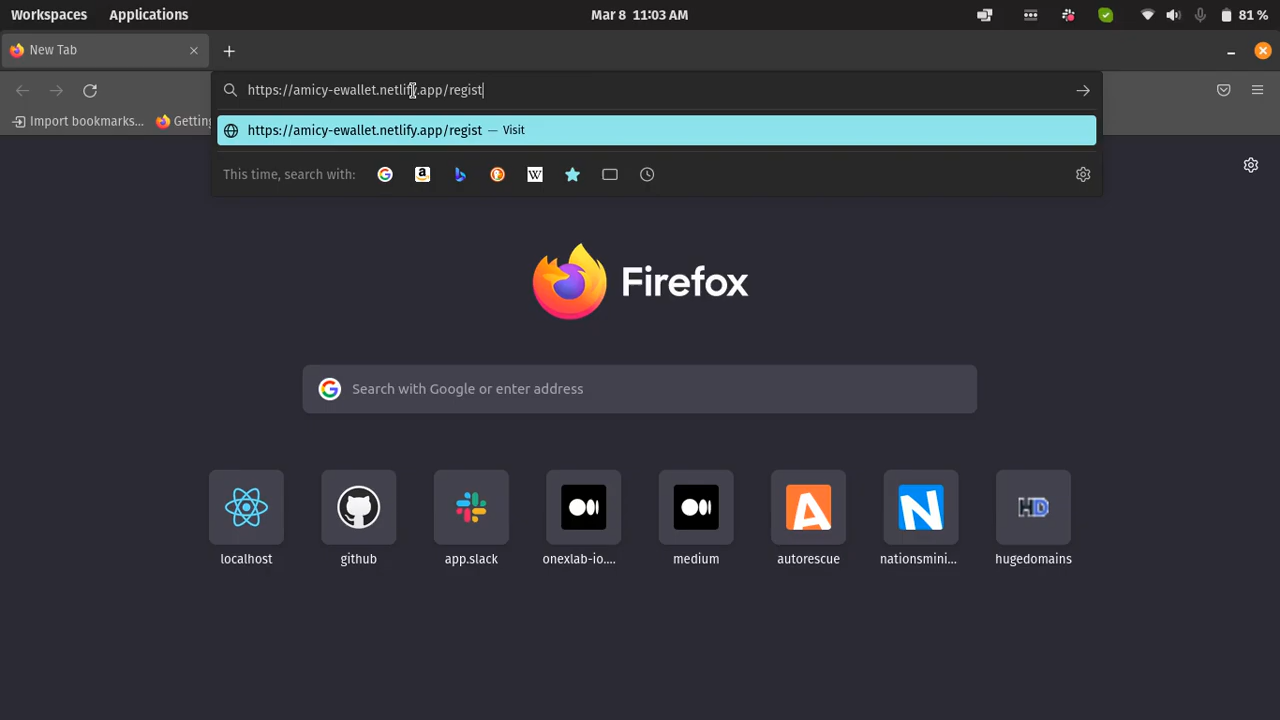 Workspaces Applications Mar 8 11:03 AM 81 %
New Tab
https://amicy-ewallet.netlify.app/regist
Import bookmarks... Getting
https://amicy-ewallet.netlify.app/regist — Visit
This time, search with:
Firefox
Search with Google or enter address
localhost github app.slack onexlab-io.... medium autorescue nationsmini... hugedomains